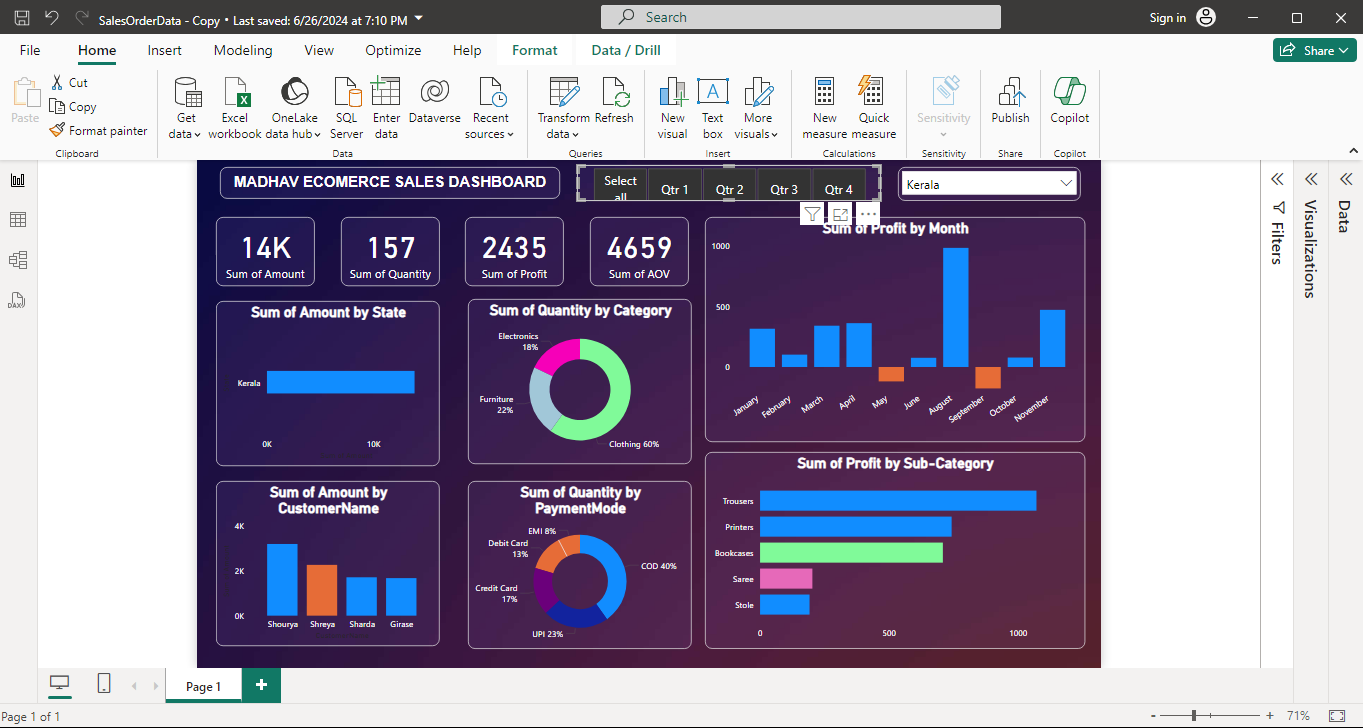 SalesOrderData - Copy • Last saved: 6/26/2024 at 7:10 PM
Search
Sign in
File Home Insert Modeling View Optimize Help Format Data / Drill
Share
Paste
Cut
Copy
Format painter
Get data
Excel workbook
OneLake data hub
SQL Server
Enter data
Dataverse
Recent sources
Transform data
Refresh
New visual
Text box
More visuals
New measure
Quick measure
Sensitivity
Publish
Copilot
Clipboard Data Queries Insert Calculations Sensitivity Share Copilot
MADHAV ECOMERCE SALES DASHBOARD
Select all
Qtr 1
Qtr 2
Qtr 3
Qtr 4
Kerala
14K
Sum of Amount
157
Sum of Quantity
2435
Sum of Profit
4659
Sum of AOV
Sum of Profit by Month
1000
500
0
January
February
March
April
May
June
August
September
October
November
Sum of Amount by State
Kerala
0K
10K
Sum of Quantity by Category
Electronics
18%
Furniture
22%
Clothing 60%
Sum of Amount by
CustomerName
4K
2K
0K
Shourya
Shreya
Sharda
Girase
Sum of Quantity by
PaymentMode
EMI 8%
Debit Card
13%
COD 40%
Credit Card
17%
UPI 23%
Sum of Profit by Sub-Category
Trousers
Printers
Bookcases
Saree
Stole
0
500
1000
Filters
Visualizations
Data
DAX
Page 1
Page 1 of 1
71%